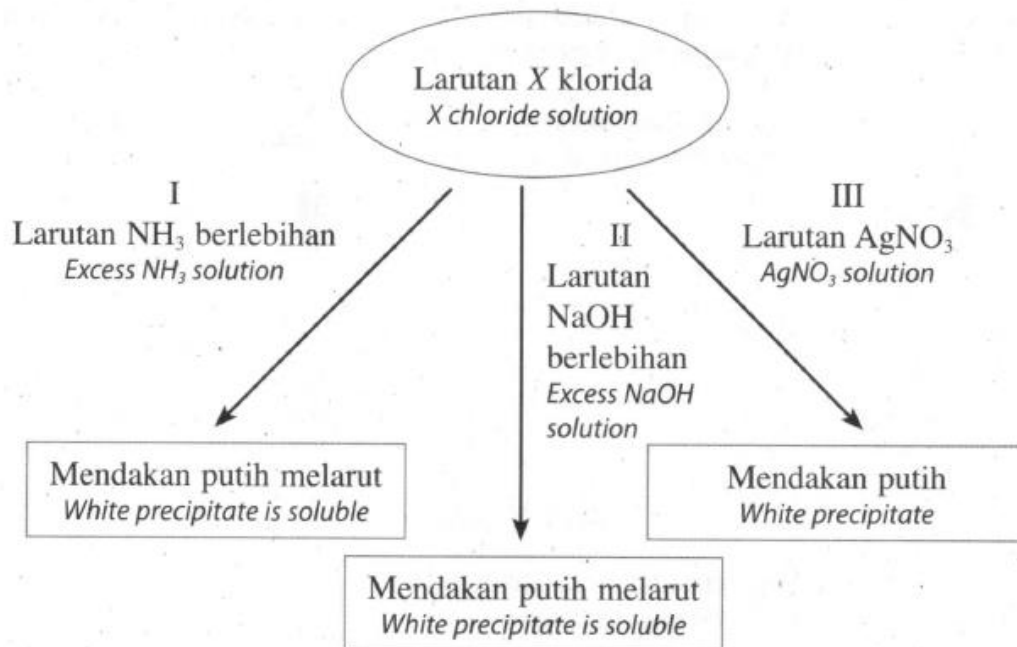 Larutan X klorida
X chloride solution
I
Larutan NH₃ berlebihan
Excess NH₃ solution
II
Larutan
NaOH
berlebihan
Excess NaOH
solution
III
Larutan AgNO₃
AgNO₃ solution
Mendakan putih melarut
White precipitate is soluble
Mendakan putih melarut
White precipitate is soluble
Mendakan putih
White precipitate